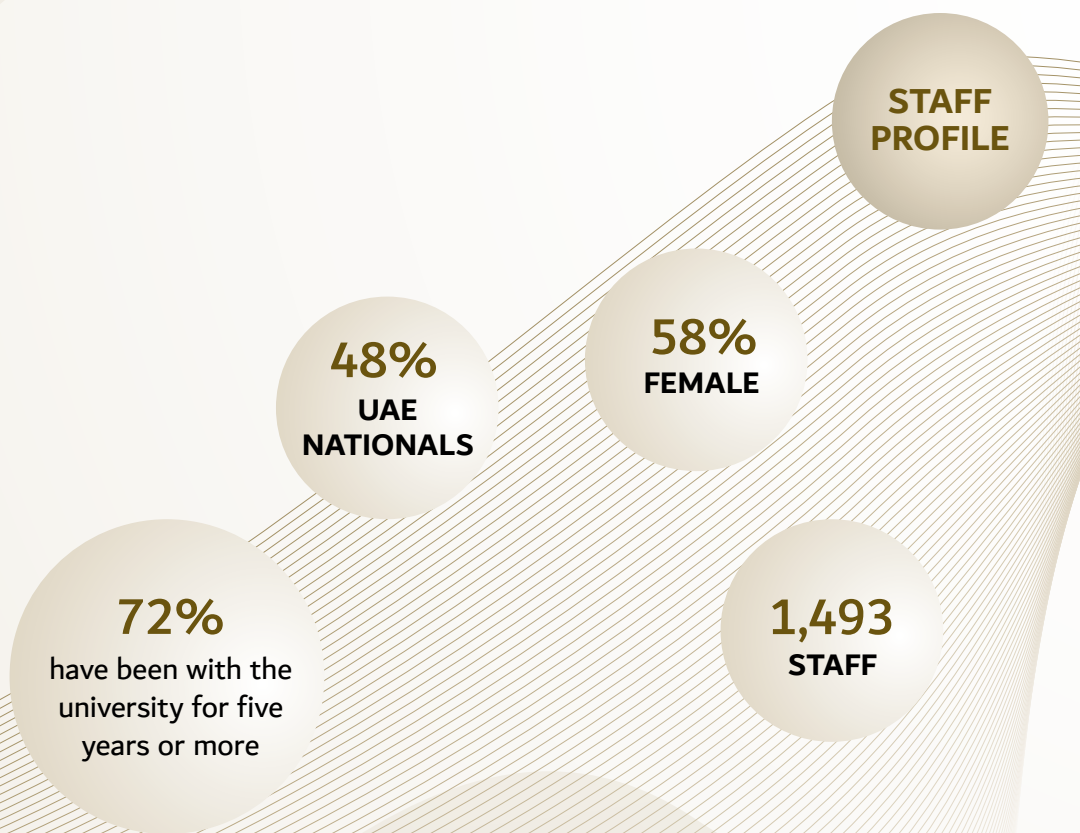 STAFF
PROFILE
58%
FEMALE
48%
UAE
NATIONALS
72%
have been with the
university for five
years or more
1,493
STAFF